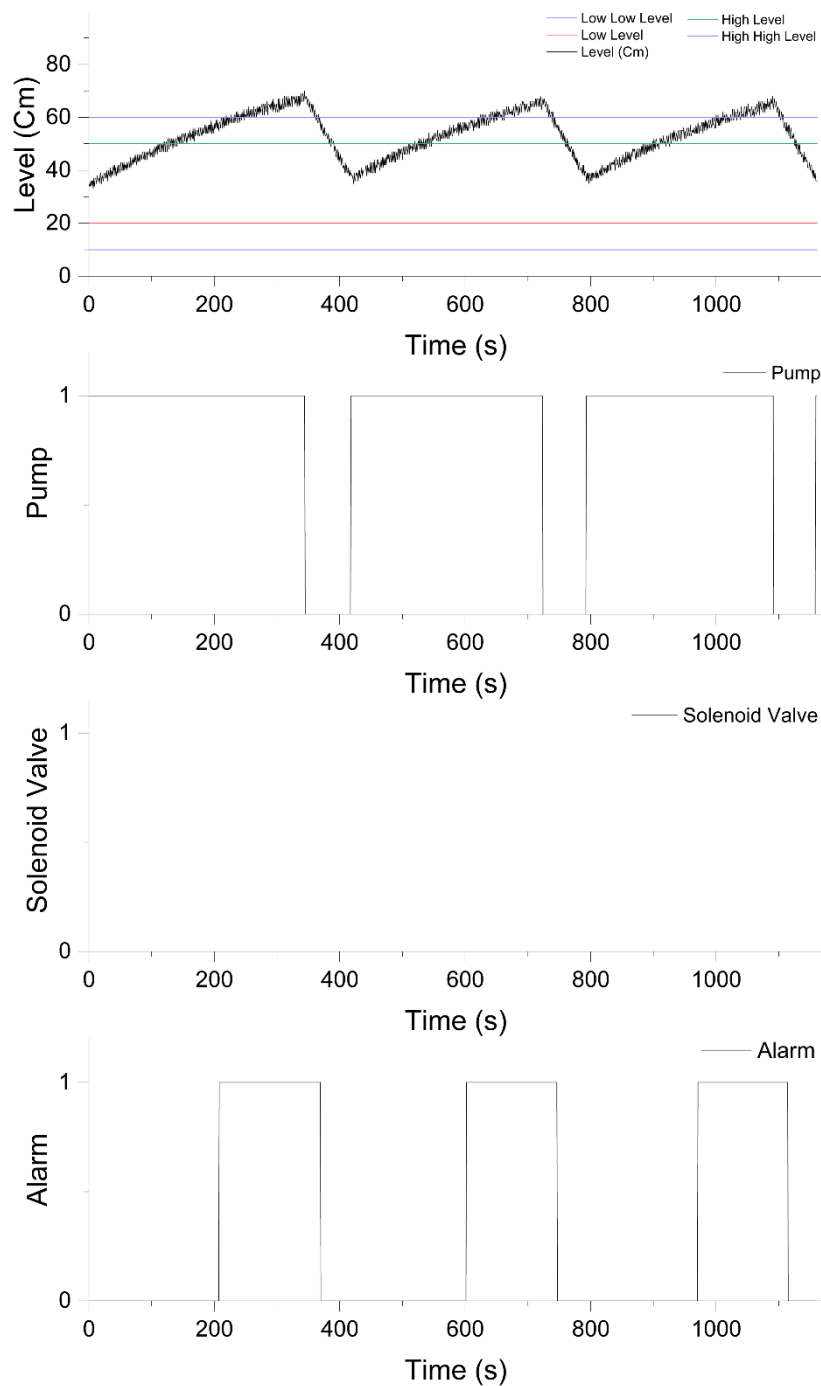 Low Low Level High Level
Low Level High High Level
Level (Cm)
80
60
40
20
0
Level (Cm)
0 200 400 600 800 1000
Time (s)
Pump
1
0
Pump
0 200 400 600 800 1000
Time (s)
Solenoid Valve
1
0
Solenoid Valve
0 200 400 600 800 1000
Time (s)
Alarm
1
0
Alarm
0 200 400 600 800 1000
Time (s)